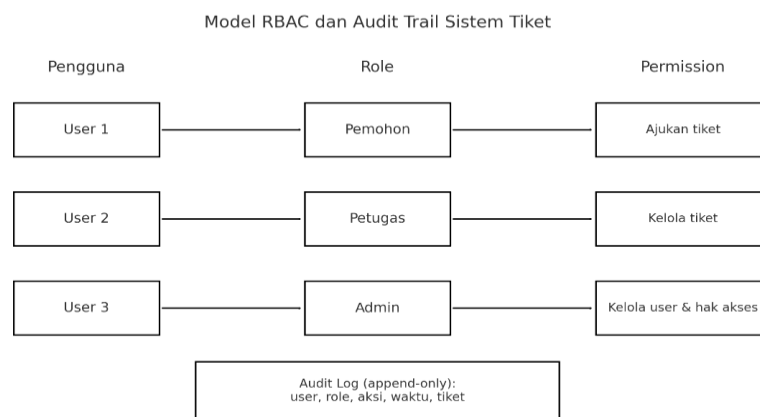 Model RBAC dan Audit Trail Sistem Tiket
Pengguna Role Permission
User 1 Pemohon Ajukan tiket
User 2 Petugas Kelola tiket
User 3 Admin Kelola user & hak akses
Audit Log (append-only):
user, role, aksi, waktu, tiket